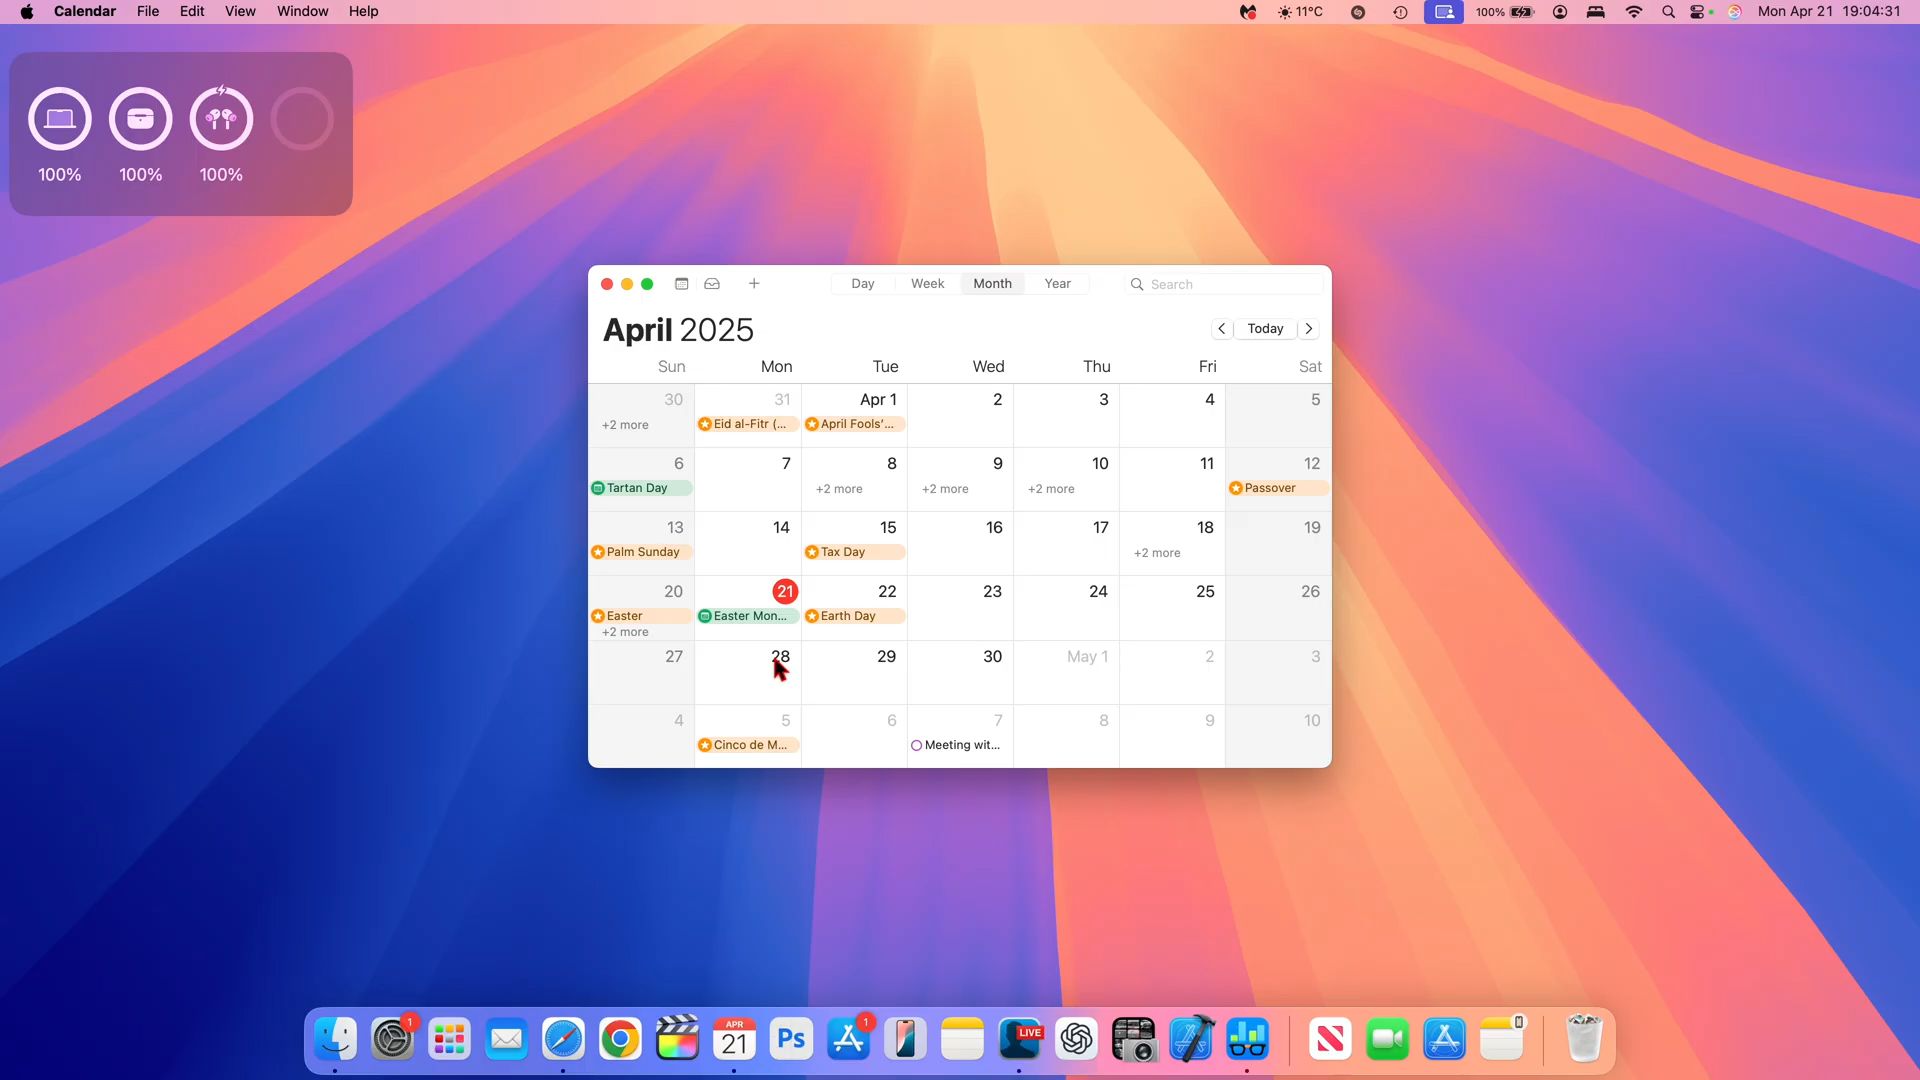 Calendar File Edit View Window Help 11°C 100% Mon Apr 21 19:04:31
100% 100% 100%
Day Week Month Year Search
April 2025 Today
Sun Mon Tue Wed Thu Fri Sat
30 31 Apr 1 2 3 4 5
+2 more Eid al-Fitr (... April Fools'...
6 7 8 9 10 11 12
Tartan Day +2 more +2 more +2 more Passover
13 14 15 16 17 18 19
Palm Sunday Tax Day +2 more
20 21 22 23 24 25 26
Easter Easter Mon... Earth Day
+2 more
27 28 29 30 May 1 2 3
4 5 6 7 8 9 10
Cinco de M... Meeting wit...
1 APR 21 Ps 1 LIVE